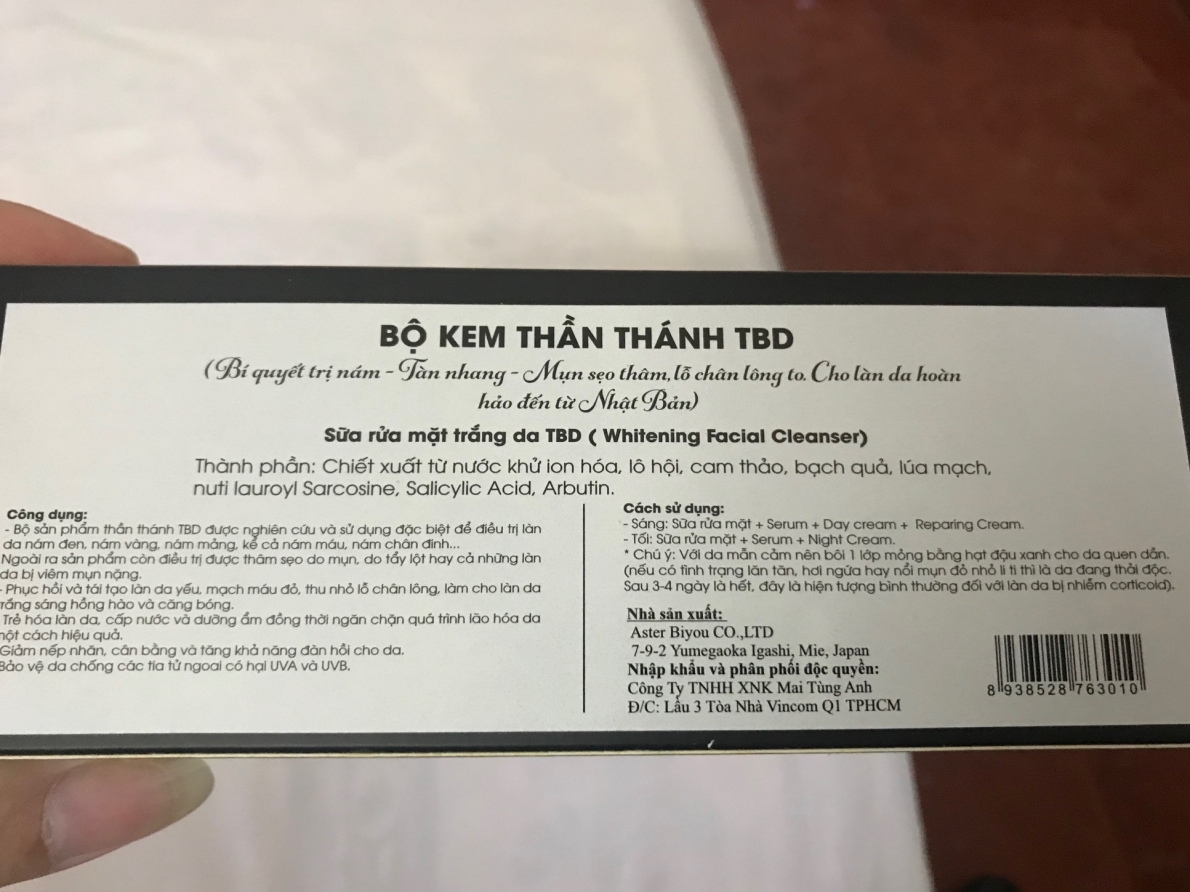 BỘ KEM THẦN THÁNH TBD
(Bí quyết trị nám - Tàn nhang - Mụn sẹo thâm, lỗ chân lông to. Cho làn da hoàn
hảo đến từ Nhật Bản)
Sữa rửa mặt trắng da TBD ( Whitening Facial Cleanser)
Thành phần: Chiết xuất từ nước khử ion hóa, lô hội, cam thảo, bạch quả, lúa mạch,
nuti lauroyl Sarcosine, Salicylic Acid, Arbutin.
Công dụng:
- Bộ sản phẩm thần thánh TBD được nghiên cứu và sử dụng đặc biệt để điều trị làn
da nám đen, nám vàng, nám mảng, kể cả nám máu, nám chân đinh...
Ngoài ra sản phẩm còn điều trị được thâm sẹo do mụn, do tẩy lột hay cả những làn
da bị viêm mụn nặng.
- Phục hồi và tái tạo làn da yếu, mạch máu đỏ, thu nhỏ lỗ chân lông, làm cho làn da
trắng sáng hồng hào và căng bóng.
Trẻ hóa làn da, cấp nước và dưỡng ẩm đồng thời ngăn chặn quá trình lão hóa da
một cách hiệu quả.
Giảm nếp nhăn, cân bằng và tăng khả năng đàn hồi cho da.
Bảo vệ da chống các tia tử ngoại có hại UVA và UVB.
Cách sử dụng:
- Sáng: Sữa rửa mặt + Serum + Day cream + Reparing Cream.
- Tối: Sữa rửa mặt + Serum + Night Cream.
* Chú ý: Với da mẫn cảm nên bôi 1 lớp mỏng bằng hạt đậu xanh cho da quen dần.
(nếu có tình trạng lăn tăn, hơi ngứa hay nổi mụn đỏ nhỏ li ti thì là da đang thải độc.
Sau 3-4 ngày là hết, đây là hiện tượng bình thường đối với làn da bị nhiễm corticoid).
Nhà sản xuất:
Aster Biyou CO.,LTD
7-9-2 Yumegaoka Igashi, Mie, Japan
Nhập khẩu và phân phối độc quyền:
Công Ty TNHH XNK Mai Tùng Anh
Đ/C: Lầu 3 Tòa Nhà Vincom Q1 TPHCM
8 938528 763010